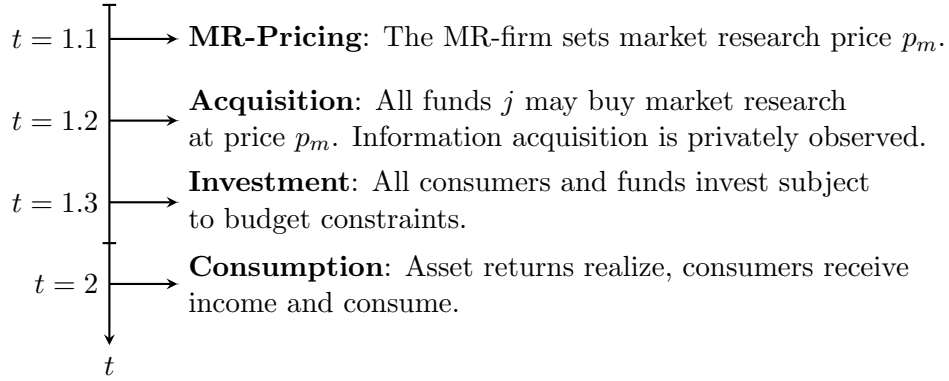 t = 1.1 MR-Pricing: The MR-firm sets market research price pₘ.
t = 1.2 Acquisition: All funds j may buy market research
at price pₘ. Information acquisition is privately observed.
t = 1.3 Investment: All consumers and funds invest subject
to budget constraints.
t = 2 Consumption: Asset returns realize, consumers receive
income and consume.
t